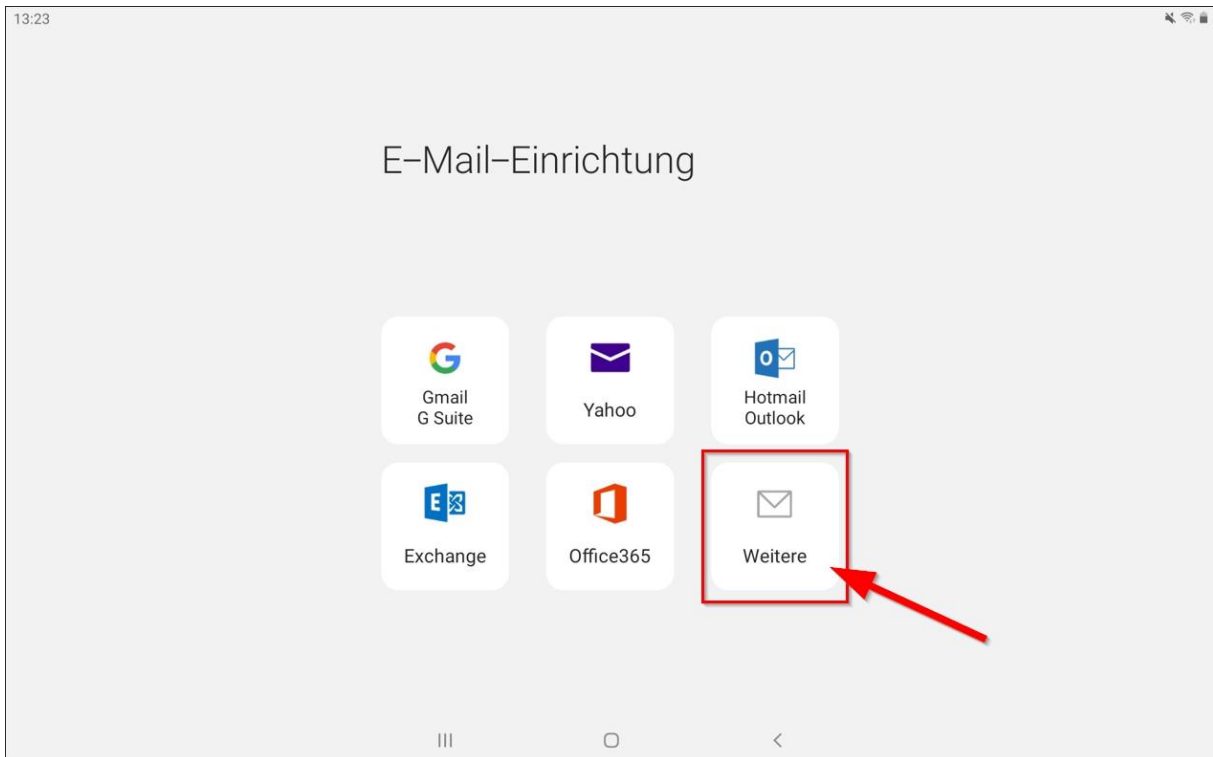 13:23
E-Mail-Einrichtung
Gmail
G Suite
Yahoo
Hotmail
Outlook
Exchange
Office365
Weitere